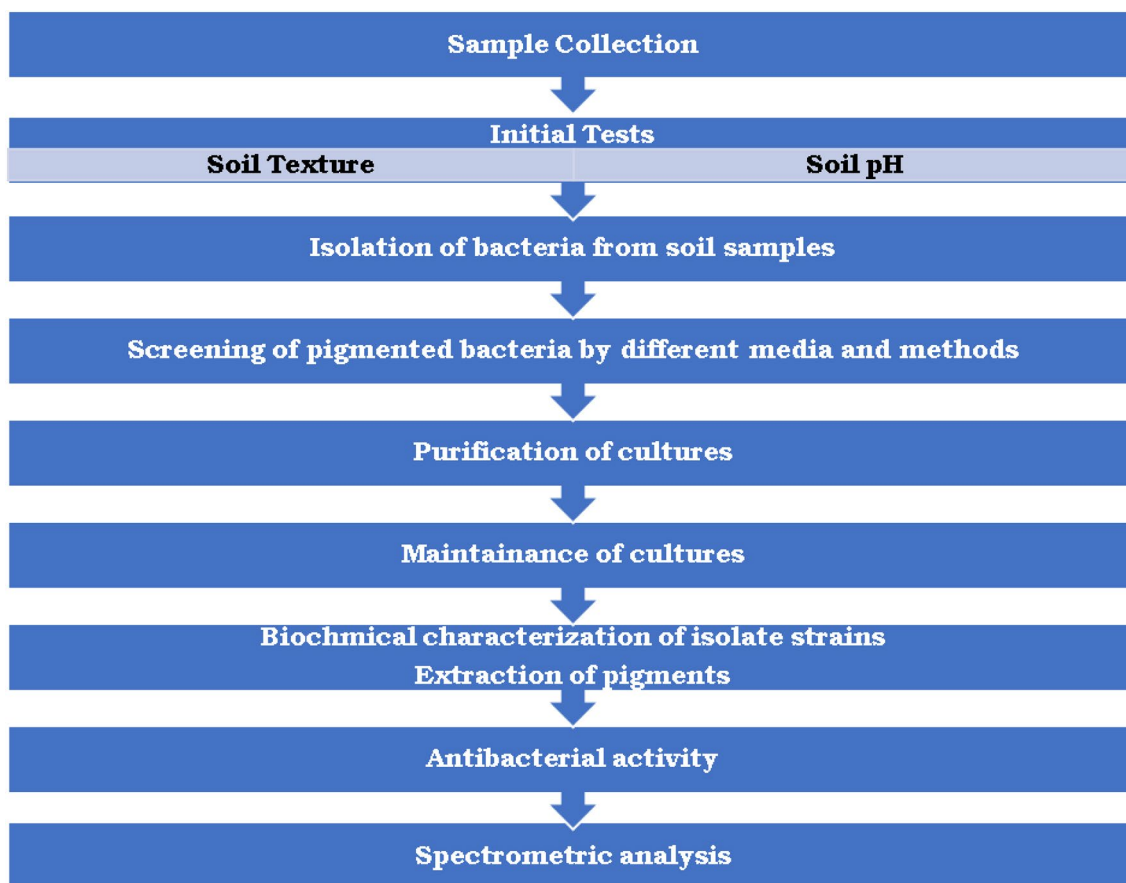 Sample Collection
Initial Tests
Soil Texture Soil pH
Isolation of bacteria from soil samples
Screening of pigmented bacteria by different media and methods
Purification of cultures
Maintainance of cultures
Biochmical characterization of isolate strains
Extraction of pigments
Antibacterial activity
Spectrometric analysis